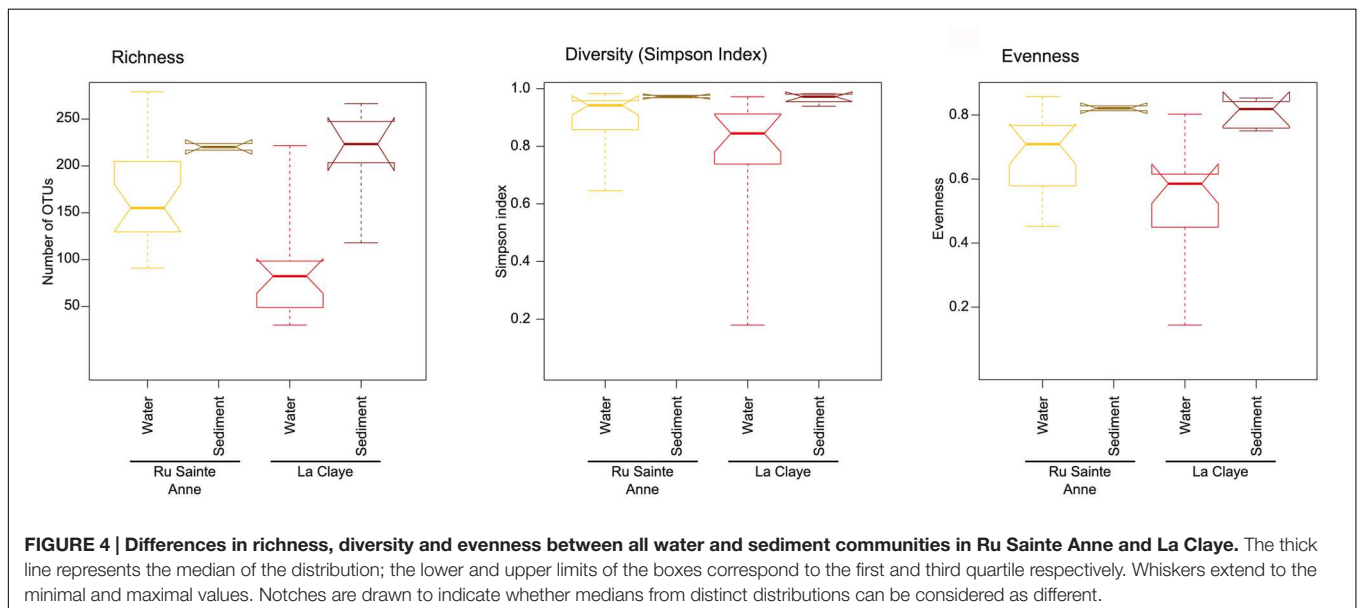 Richness
Number of OTUs
250
200
150
100
50
Water
Sediment
Water
Sediment
Ru Sainte
Anne
La Claye
Diversity (Simpson Index)
Simpson index
1.0
0.8
0.6
0.4
0.2
Water
Sediment
Water
Sediment
Ru Sainte
Anne
La Claye
Evenness
Evenness
0.8
0.6
0.4
0.2
Water
Sediment
Water
Sediment
Ru Sainte
Anne
La Claye
FIGURE 4 | Differences in richness, diversity and evenness between all water and sediment communities in Ru Sainte Anne and La Claye. The thick
line represents the median of the distribution; the lower and upper limits of the boxes correspond to the first and third quartile respectively. Whiskers extend to the
minimal and maximal values. Notches are drawn to indicate whether medians from distinct distributions can be considered as different.